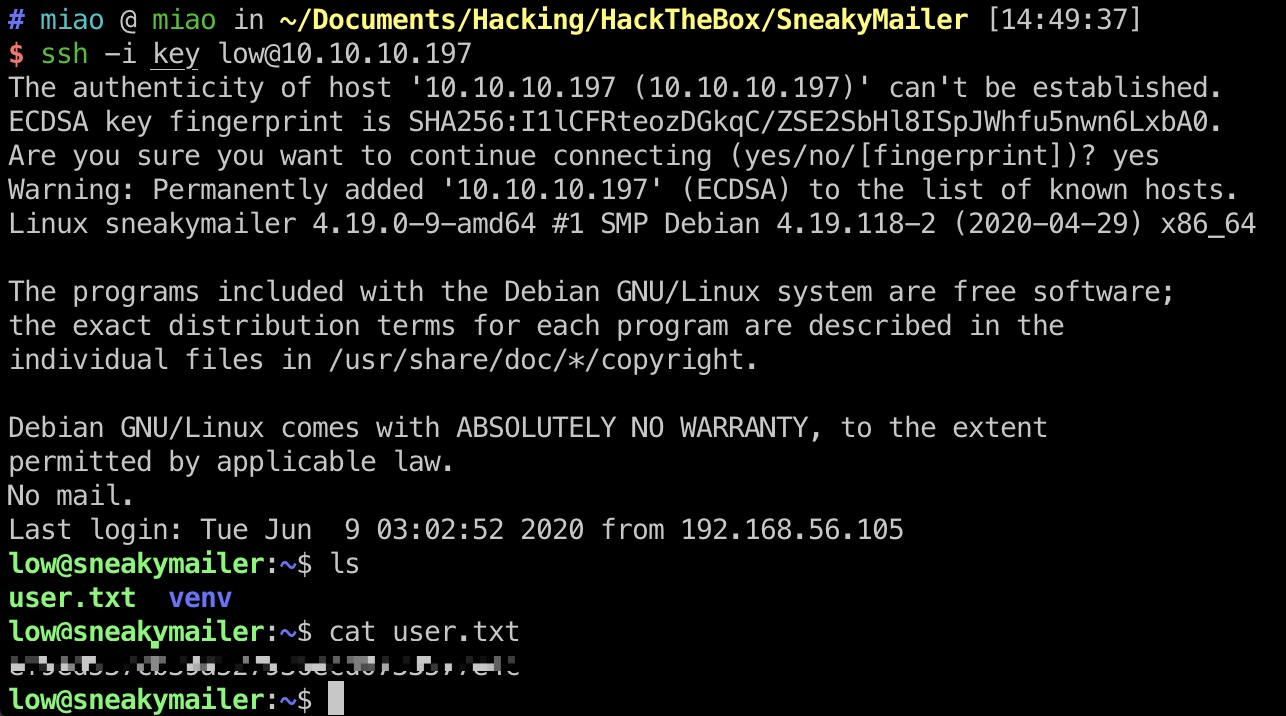 # miao @ miao in ~/Documents/Hacking/HackTheBox/SneakyMailer [14:49:37]
$ ssh -i key low@10.10.10.197
The authenticity of host '10.10.10.197 (10.10.10.197)' can't be established.
ECDSA key fingerprint is SHA256:I1lCFRteozDGkqC/ZSE2SbHl8ISpJWhfu5nwn6LxbA0.
Are you sure you want to continue connecting (yes/no/[fingerprint])? yes
Warning: Permanently added '10.10.10.197' (ECDSA) to the list of known hosts.
Linux sneakymailer 4.19.0-9-amd64 #1 SMP Debian 4.19.118-2 (2020-04-29) x86_64
The programs included with the Debian GNU/Linux system are free software;
the exact distribution terms for each program are described in the
individual files in /usr/share/doc/*/copyright.
Debian GNU/Linux comes with ABSOLUTELY NO WARRANTY, to the extent
permitted by applicable law.
No mail.
Last login: Tue Jun  9 03:02:52 2020 from 192.168.56.105
low@sneakymailer:~$ ls
user.txt  venv
low@sneakymailer:~$ cat user.txt
low@sneakymailer:~$